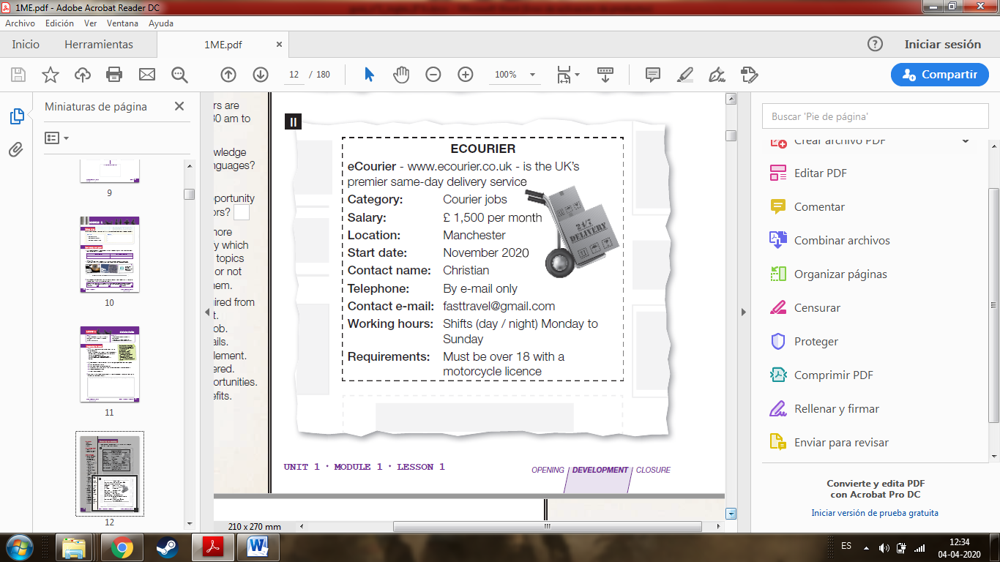 1ME.pdf - Adobe Acrobat Reader DC
Archivo Edición Ver Ventana Ayuda
Inicio Herramientas 1ME.pdf Iniciar sesión
12 / 180 100% Compartir
Miniaturas de página
9
10
11
12
rs are
30 am to
wledge
nguages?
portunity
ors?
more
y which
topics
or not
nem.
uired from
t.
ob.
ails.
lement.
ered.
ortunities.
efits.
II
ECOURIER
eCourier - www.ecourier.co.uk - is the UK's
premier same-day delivery service
Category: Courier jobs
Salary: £ 1,500 per month
Location: Manchester
Start date: November 2020
Contact name: Christian
Telephone: By e-mail only
Contact e-mail: fasttravel@gmail.com
Working hours: Shifts (day / night) Monday to
Sunday
Requirements: Must be over 18 with a
motorcycle licence
24/7
DELIVERY
UNIT 1 · MODULE 1 · LESSON 1
OPENING DEVELOPMENT CLOSURE
210 x 270 mm
Buscar 'Pie de página'
Crear archivo PDF
Editar PDF
Comentar
Combinar archivos
Organizar páginas
Censurar
Proteger
Comprimir PDF
Rellenar y firmar
Enviar para revisar
Convierte y edita PDF
con Acrobat Pro DC
Iniciar versión de prueba gratuita
ES
12:34
04-04-2020